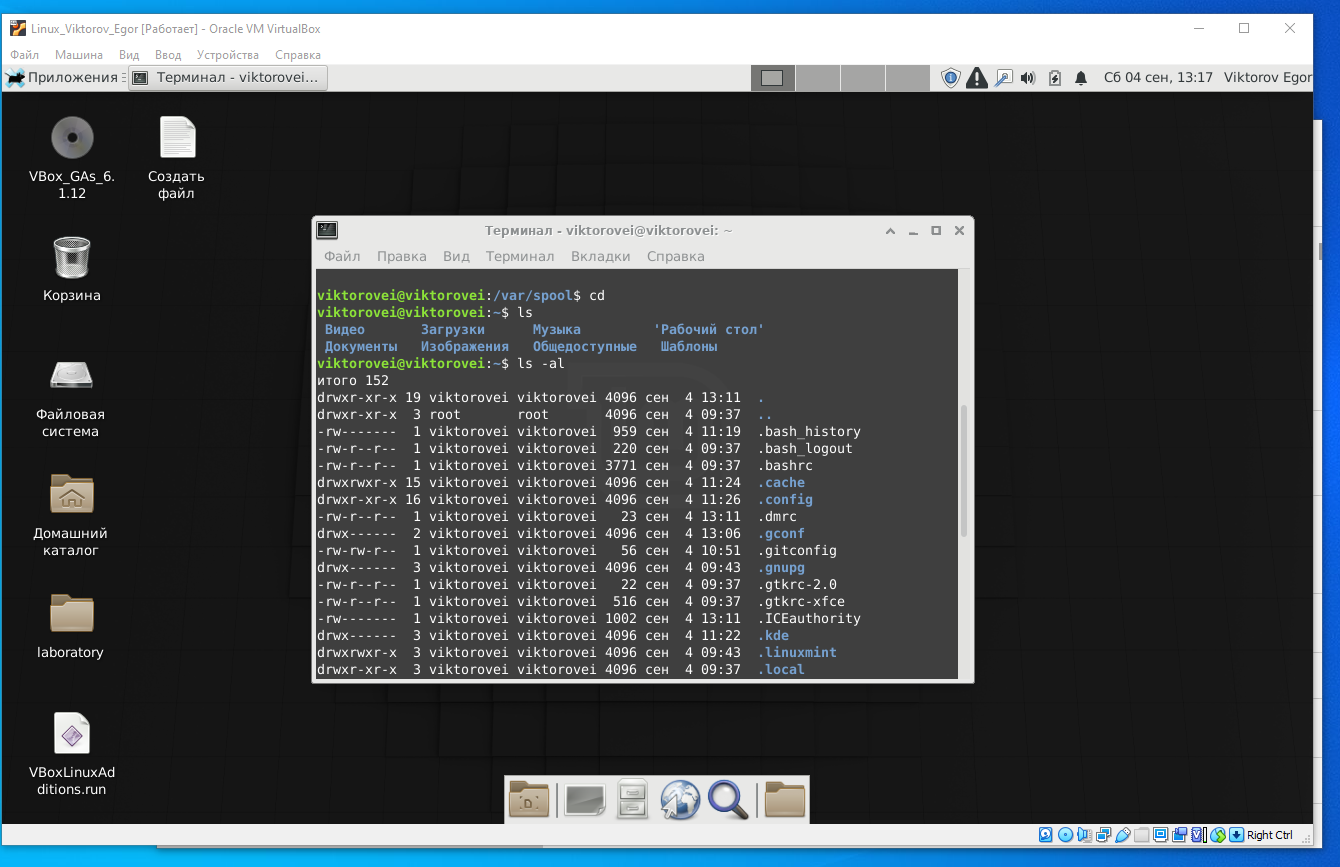 Linux_Viktorov_Egor [Работает] - Oracle VM VirtualBox
Файл Машина Вид Ввод Устройства Справка
Приложения Терминал - viktorovei... Сб 04 сен, 13:17 Viktorov Egor
VBox_GAs_6.
1.12
Создать
файл
Корзина
Файловая
система
Домашний
каталог
laboratory
VBoxLinuxAd
ditions.run
Терминал - viktorovei@viktorovei: ~
Файл Правка Вид Терминал Вкладки Справка
viktorovei@viktorovei:/var/spool$ cd
viktorovei@viktorovei:~$ ls
Видео Загрузки Музыка 'Рабочий стол'
Документы Изображения Общедоступные Шаблоны
viktorovei@viktorovei:~$ ls -al
итого 152
drwxr-xr-x 19 viktorovei viktorovei 4096 сен 4 13:11 .
drwxr-xr-x 3 root root 4096 сен 4 09:37 ..
-rw------- 1 viktorovei viktorovei 959 сен 4 11:19 .bash_history
-rw-r--r-- 1 viktorovei viktorovei 220 сен 4 09:37 .bash_logout
-rw-r--r-- 1 viktorovei viktorovei 3771 сен 4 09:37 .bashrc
drwxrwxr-x 15 viktorovei viktorovei 4096 сен 4 11:24 .cache
drwxr-xr-x 16 viktorovei viktorovei 4096 сен 4 11:26 .config
-rw-r--r-- 1 viktorovei viktorovei 23 сен 4 13:11 .dmrc
drwx------ 2 viktorovei viktorovei 4096 сен 4 13:06 .gconf
-rw-rw-r-- 1 viktorovei viktorovei 56 сен 4 10:51 .gitconfig
drwx------ 3 viktorovei viktorovei 4096 сен 4 09:43 .gnupg
-rw-r--r-- 1 viktorovei viktorovei 22 сен 4 09:37 .gtkrc-2.0
-rw-r--r-- 1 viktorovei viktorovei 516 сен 4 09:37 .gtkrc-xfce
-rw------- 1 viktorovei viktorovei 1002 сен 4 13:11 .ICEauthority
drwx------ 3 viktorovei viktorovei 4096 сен 4 11:22 .kde
drwxrwxr-x 3 viktorovei viktorovei 4096 сен 4 09:43 .linuxmint
drwxr-xr-x 3 viktorovei viktorovei 4096 сен 4 09:37 .local
Right Ctrl